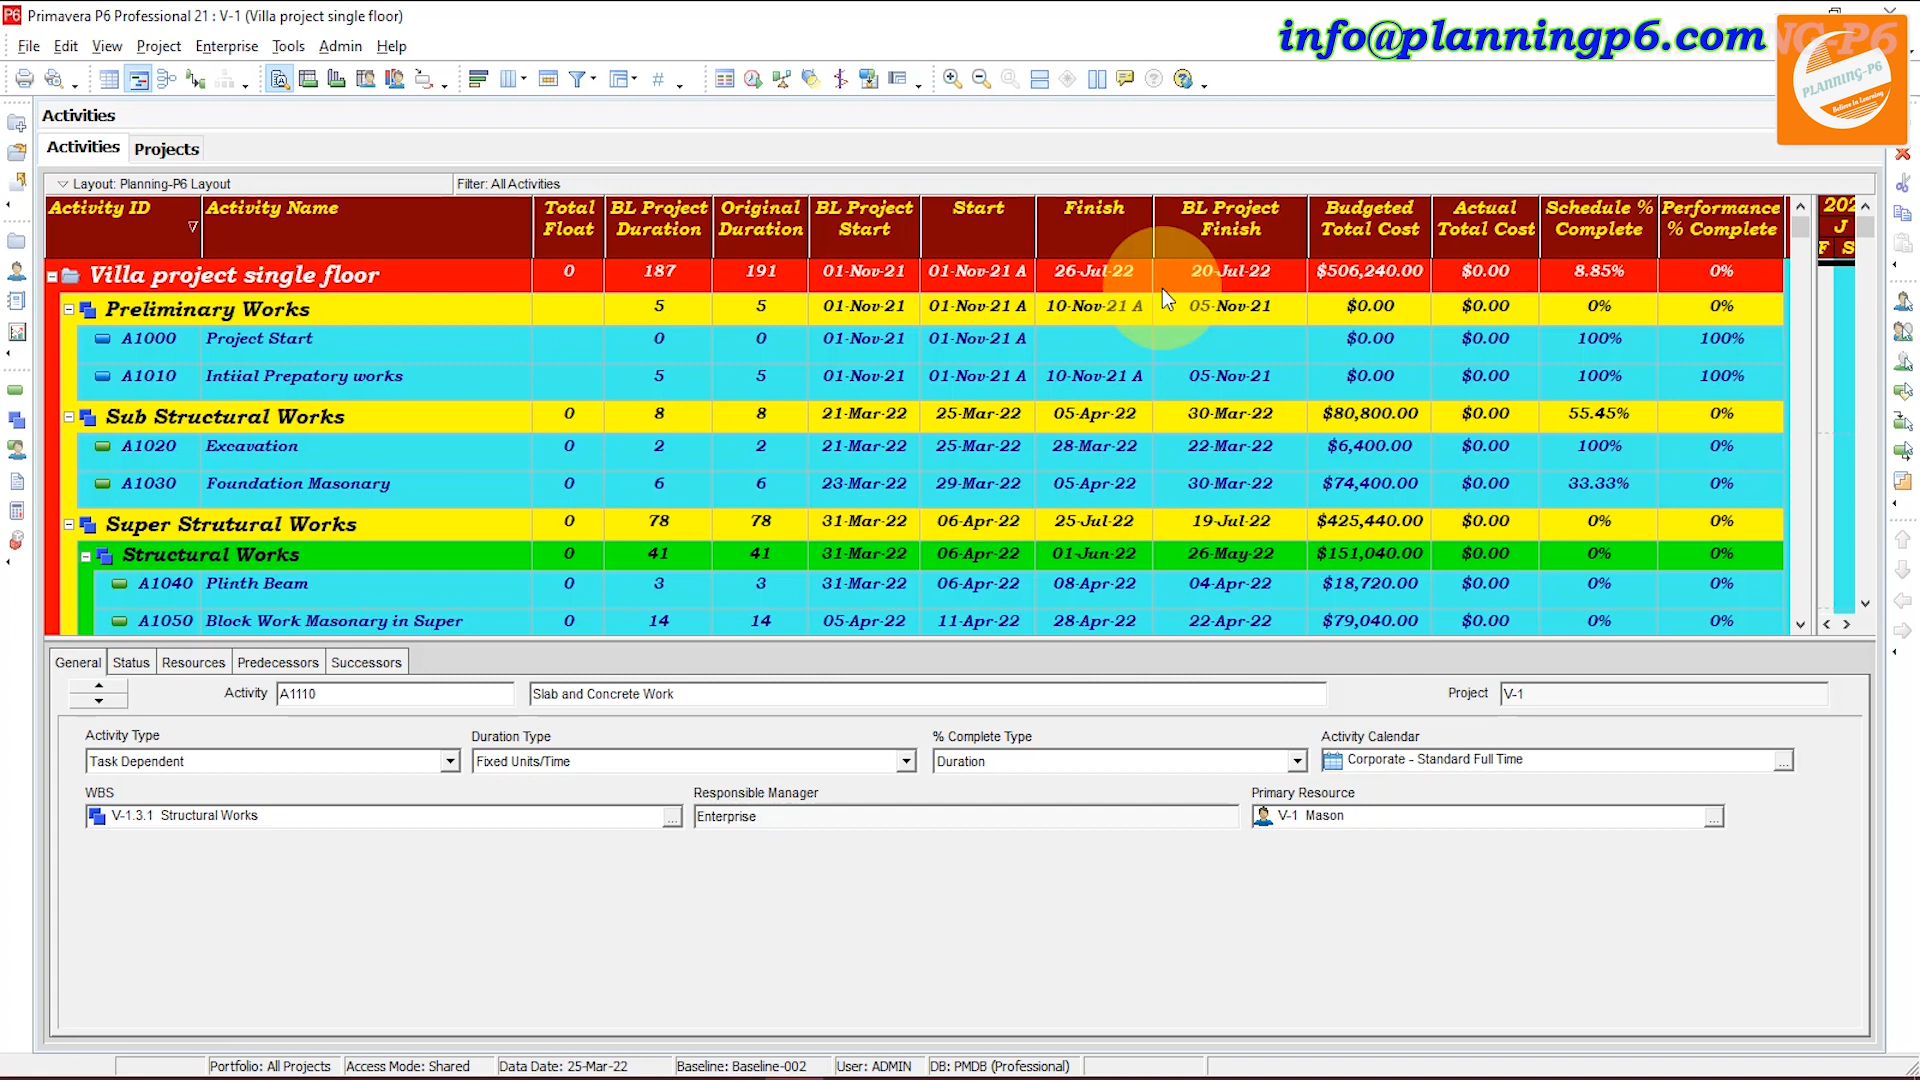 Primavera P6 Professional 21 : V-1 (Villa project single floor)
info@planningp6.com
PLANNING-P6
Believe In Learning
File Edit View Project Enterprise Tools Admin Help
Activities
Activities Projects
Layout: Planning-P6 Layout Filter: All Activities
Activity ID Activity Name Total Float BL Project Duration Original Duration BL Project Start Start Finish BL Project Finish Budgeted Total Cost Actual Total Cost Schedule % Complete Performance % Complete
J
F S
Villa project single floor 0 187 191 01-Nov-21 01-Nov-21 A 26-Jul-22 20-Jul-22 $506,240.00 $0.00 8.85% 0%
Preliminary Works 5 5 01-Nov-21 01-Nov-21 A 10-Nov-21 A 05-Nov-21 $0.00 $0.00 0% 0%
A1000 Project Start 0 0 01-Nov-21 01-Nov-21 A $0.00 $0.00 100% 100%
A1010 Intiial Prepatory works 5 5 01-Nov-21 01-Nov-21 A 10-Nov-21 A 05-Nov-21 $0.00 $0.00 100% 100%
Sub Structural Works 0 8 8 21-Mar-22 25-Mar-22 05-Apr-22 30-Mar-22 $80,800.00 $0.00 55.45% 0%
A1020 Excavation 0 2 2 21-Mar-22 25-Mar-22 28-Mar-22 22-Mar-22 $6,400.00 $0.00 100% 0%
A1030 Foundation Masonary 0 6 6 23-Mar-22 29-Mar-22 05-Apr-22 30-Mar-22 $74,400.00 $0.00 33.33% 0%
Super Strutural Works 0 78 78 31-Mar-22 06-Apr-22 25-Jul-22 19-Jul-22 $425,440.00 $0.00 0% 0%
Structural Works 0 41 41 31-Mar-22 06-Apr-22 01-Jun-22 26-May-22 $151,040.00 $0.00 0% 0%
A1040 Plinth Beam 0 3 3 31-Mar-22 06-Apr-22 08-Apr-22 04-Apr-22 $18,720.00 $0.00 0% 0%
A1050 Block Work Masonary in Super 0 14 14 05-Apr-22 11-Apr-22 28-Apr-22 22-Apr-22 $79,040.00 $0.00 0% 0%
General Status Resources Predecessors Successors
Activity A1110 Slab and Concrete Work Project V-1
Activity Type Duration Type % Complete Type Activity Calendar
Task Dependent Fixed Units/Time Duration Corporate - Standard Full Time
WBS Responsible Manager Primary Resource
V-1.3.1 Structural Works Enterprise V-1 Mason
Portfolio: All Projects Access Mode: Shared Data Date: 25-Mar-22 Baseline: Baseline-002 User: ADMIN DB: PMDB (Professional)